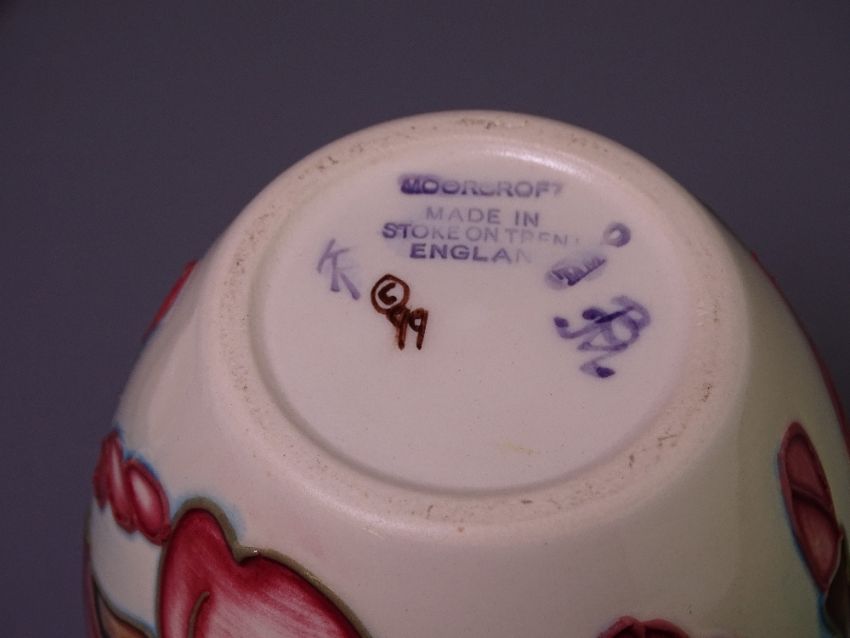 MOORCROFT
MADE IN
STOKE ON TRENT
ENGLAN
© 99